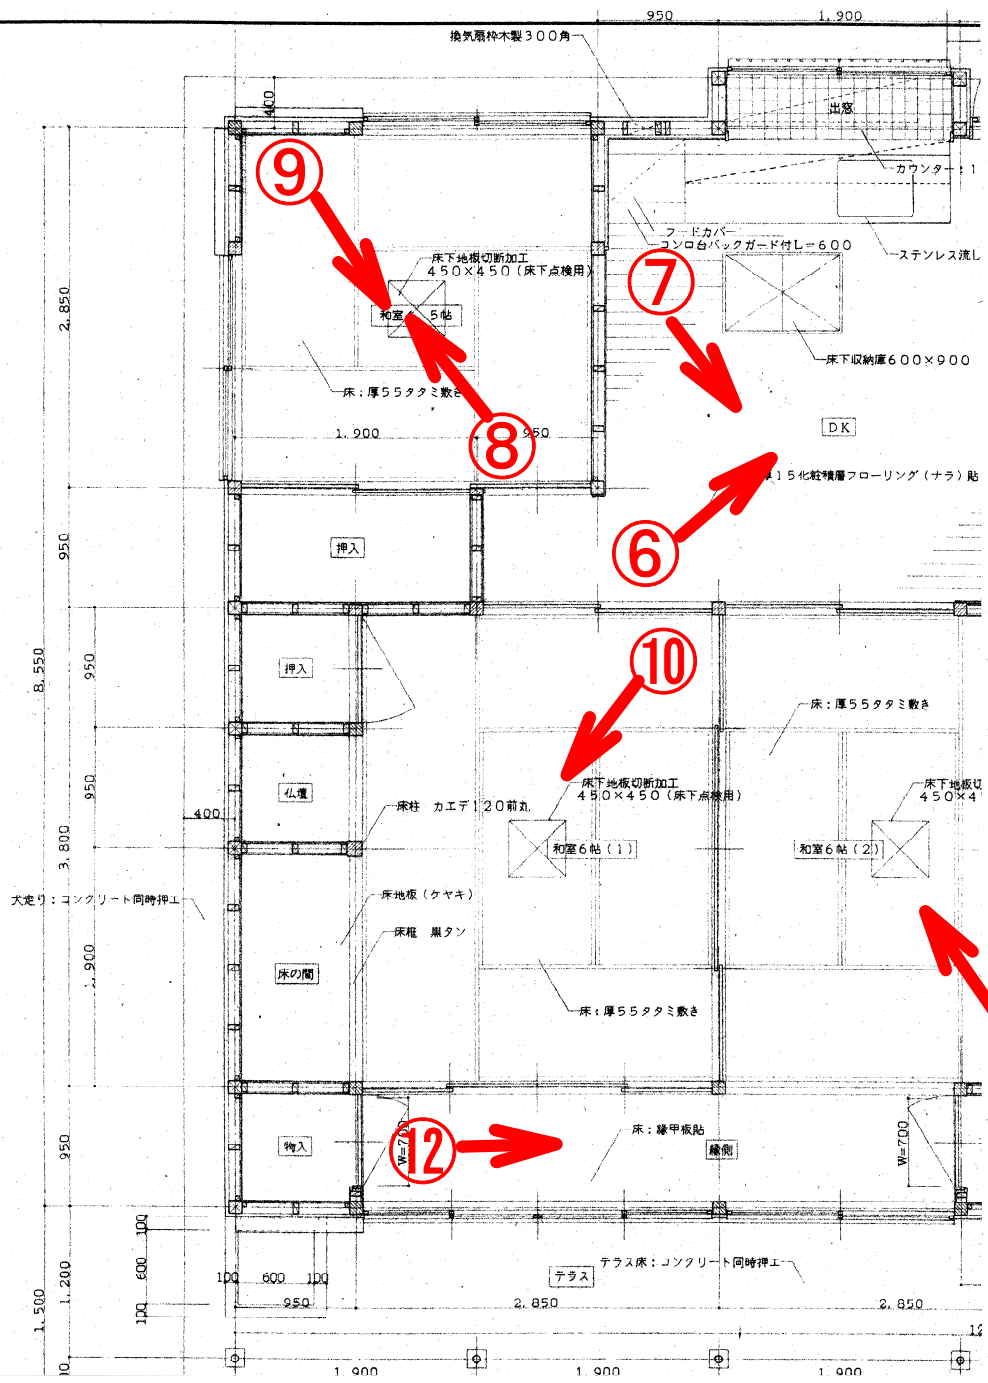 950
1,900
換気扇枠木製300角
400
出窓
カウンター:1
フードカバー
コンロ台バックガード付L=600
ステンレス流し
⑨
⑦
床下地板切断加工
450×450(床下点検用)
2,850
5帖
床下収納庫600×900
床:厚55タタミ敷き
DK
1,900
950
⑧
15化粧積層フローリング(ナラ)貼
950
押入
⑥
8,550
950
押入
⑩
床:厚55タタミ敷き
950
仏壇
床下地板切断加工
450×450(床下点検用)
床下地板切
400
床柱 カエデ120前丸
3,800
和室6帖(1)
和室6帖(2)
犬走り:コンクリート同時押エ
床地板(ケヤキ)
床框 黒タン
1,900
床の間
床:厚55タタミ敷き
950
物入
W=700
⑫
床:縁甲板貼
縁側
W=700
100
600
100
1,200
1,500
100
600
100
テラス
テラス床:コンクリート同時押エ
950
2,850
2,850
1,900
1,900
1,900